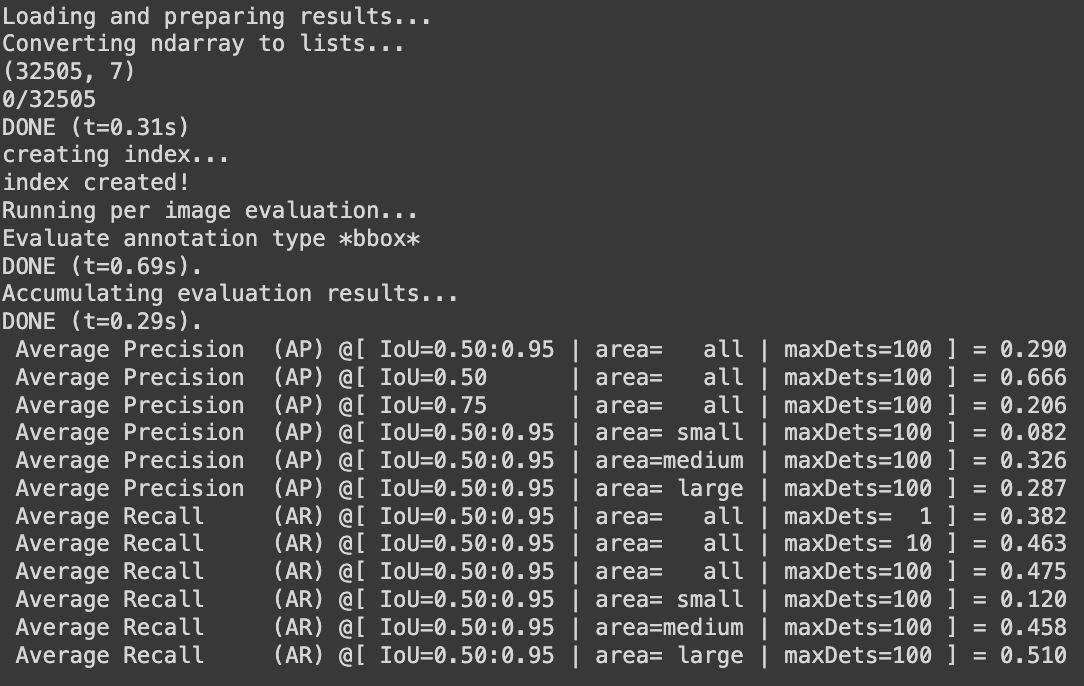 Loading and preparing results...
Converting ndarray to lists...
(32505, 7)
0/32505
DONE (t=0.31s)
creating index...
index created!
Running per image evaluation...
Evaluate annotation type *bbox*
DONE (t=0.69s).
Accumulating evaluation results...
DONE (t=0.29s).
 Average Precision  (AP) @[ IoU=0.50:0.95 | area=   all | maxDets=100 ] = 0.290
 Average Precision  (AP) @[ IoU=0.50      | area=   all | maxDets=100 ] = 0.666
 Average Precision  (AP) @[ IoU=0.75      | area=   all | maxDets=100 ] = 0.206
 Average Precision  (AP) @[ IoU=0.50:0.95 | area= small | maxDets=100 ] = 0.082
 Average Precision  (AP) @[ IoU=0.50:0.95 | area=medium | maxDets=100 ] = 0.326
 Average Precision  (AP) @[ IoU=0.50:0.95 | area= large | maxDets=100 ] = 0.287
 Average Recall     (AR) @[ IoU=0.50:0.95 | area=   all | maxDets=  1 ] = 0.382
 Average Recall     (AR) @[ IoU=0.50:0.95 | area=   all | maxDets= 10 ] = 0.463
 Average Recall     (AR) @[ IoU=0.50:0.95 | area=   all | maxDets=100 ] = 0.475
 Average Recall     (AR) @[ IoU=0.50:0.95 | area= small | maxDets=100 ] = 0.120
 Average Recall     (AR) @[ IoU=0.50:0.95 | area=medium | maxDets=100 ] = 0.458
 Average Recall     (AR) @[ IoU=0.50:0.95 | area= large | maxDets=100 ] = 0.510